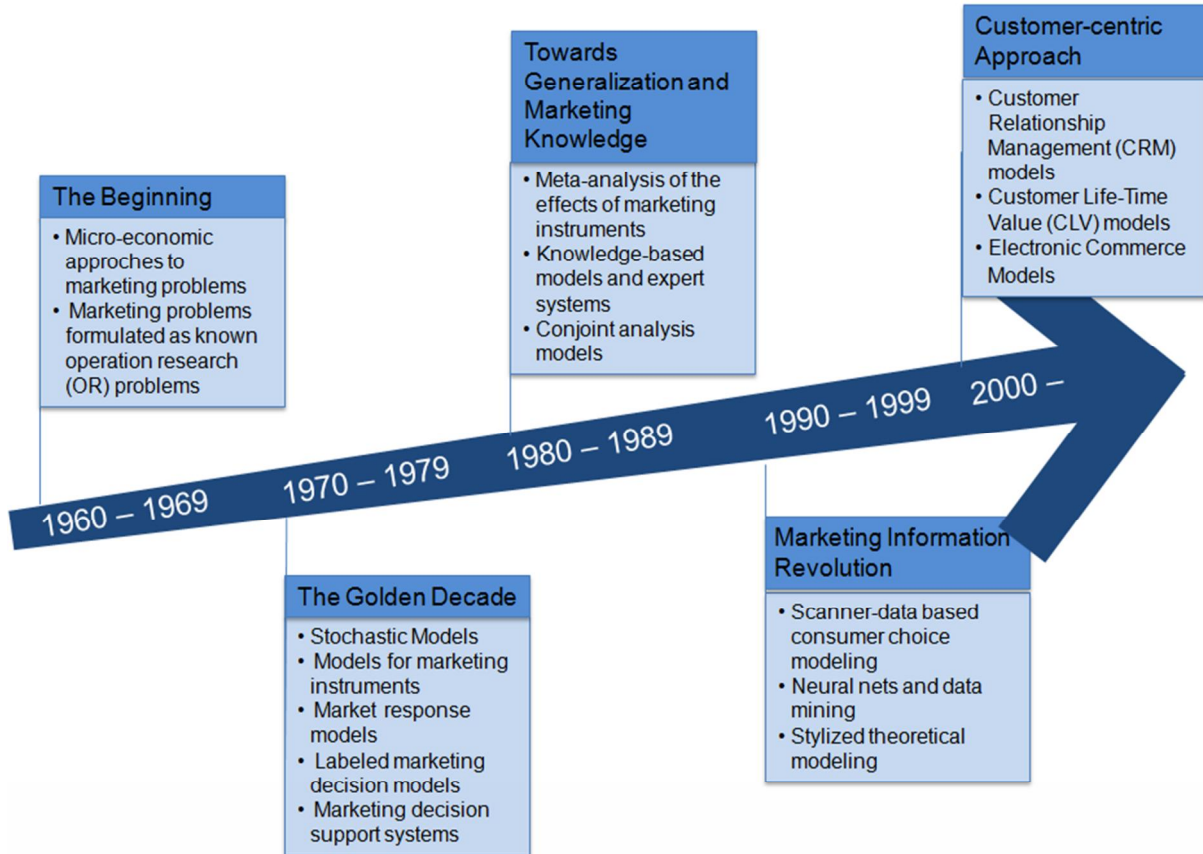 The Beginning
• Micro-economic
approches to
marketing problems
• Marketing problems
formulated as known
operation research
(OR) problems
1960 – 1969
The Golden Decade
• Stochastic Models
• Models for marketing
instruments
• Market response
models
• Labeled marketing
decision models
• Marketing decision
support systems
1970 – 1979
Towards
Generalization and
Marketing
Knowledge
• Meta-analysis of the
effects of marketing
instruments
• Knowledge-based
models and expert
systems
• Conjoint analysis
models
1980 – 1989
Marketing Information
Revolution
• Scanner-data based
consumer choice
modeling
• Neural nets and data
mining
• Stylized theoretical
modeling
1990 – 1999
Customer-centric
Approach
• Customer
Relationship
Management (CRM)
models
• Customer Life-Time
Value (CLV) models
• Electronic Commerce
Models
2000 –